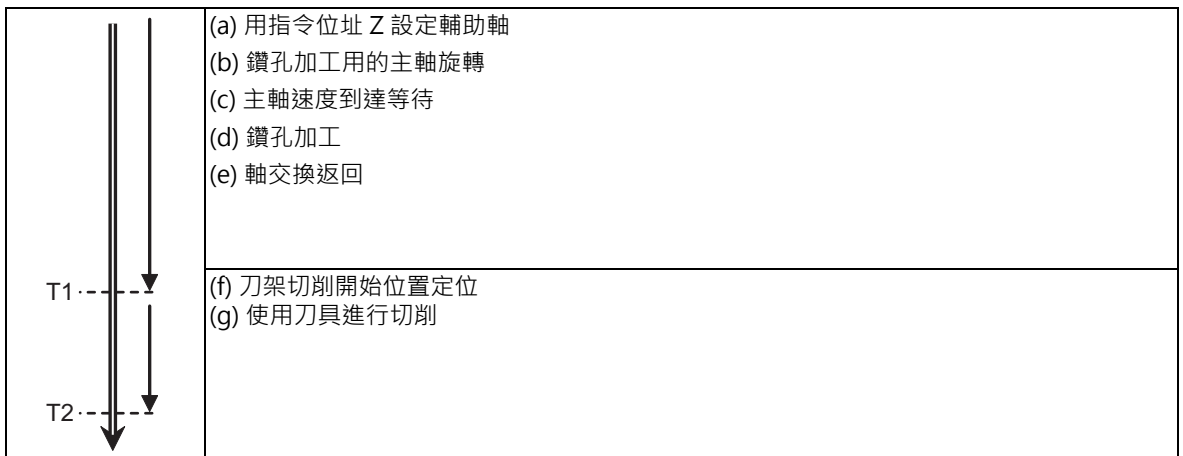 (a) 用指令位址 Z 設定輔助軸
(b) 鑽孔加工用的主軸旋轉
(c) 主軸速度到達等待
(d) 鑽孔加工
(e) 軸交換返回
T1
(f) 刀架切削開始位置定位
(g) 使用刀具進行切削
T2